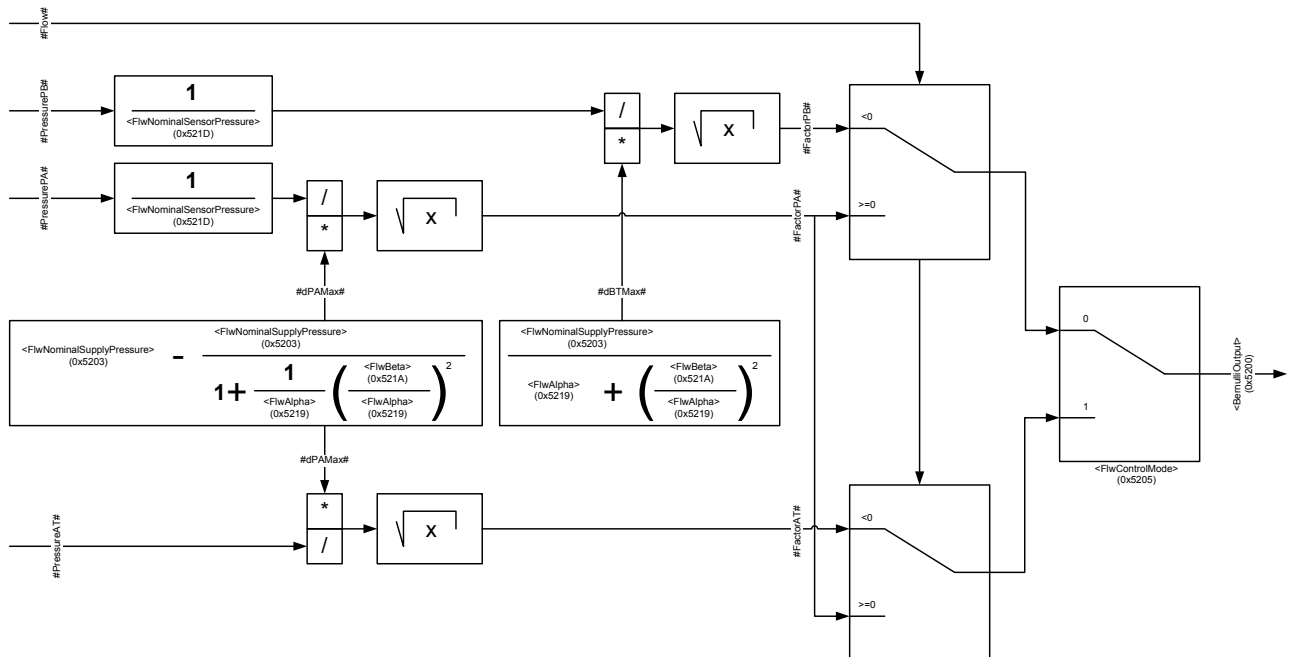 #Flow#
#PressurePB#
1
<FlwNominalSensorPressure>
(0x521D)
/
*
√x
#FactorPB#
<0
>=0
#PressurePA#
1
<FlwNominalSensorPressure>
(0x521D)
/
*
√x
#FactorPA#
#dPAMax#
#dBTMax#
<FlwNominalSupplyPressure>
(0x5203)
-
<FlwNominalSupplyPressure>
(0x5203)
1+
1
<FlwAlpha>
(0x5219)
(
<FlwBeta>
(0x521A)
<FlwAlpha>
(0x5219)
)
2
<FlwNominalSupplyPressure>
(0x5203)
<FlwAlpha>
(0x5219)
+
(
<FlwBeta>
(0x521A)
<FlwAlpha>
(0x5219)
)
2
0
1
<FlwControlMode>
(0x5205)
<BernulliOutput>
(0x5200)
#dPAMax#
*
/
√x
#PressureAT#
#FactorAT#
<0
>=0